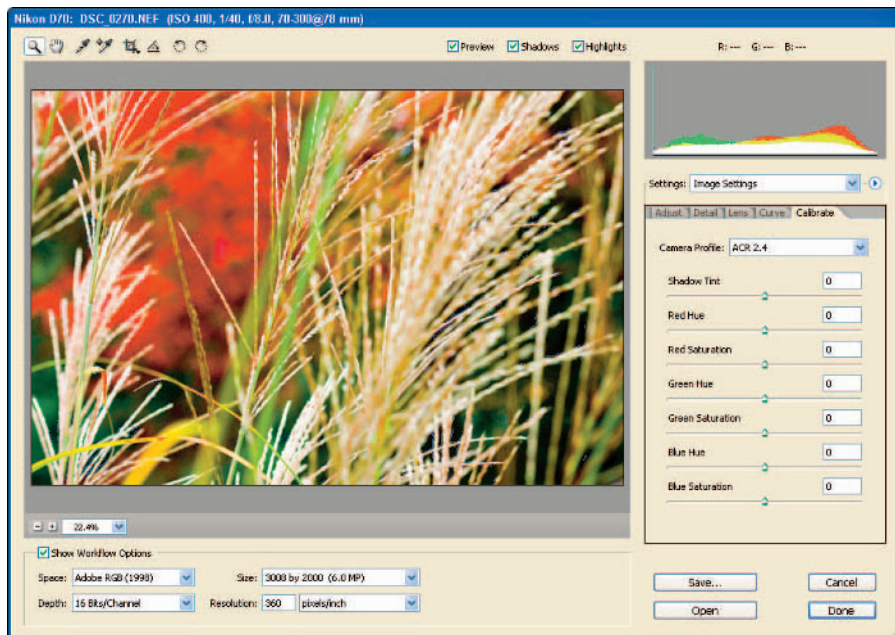 Nikon D70: DSC_0270.NEF (ISO 400, 1/40, f/8.0, 70-300@78 mm)
Preview Shadows Highlights
R: --- G: --- B: ---
Settings: Image Settings
Adjust Detail Lens Curve Calibrate
Camera Profile: ACR 2.4
Shadow Tint 0
Red Hue 0
Red Saturation 0
Green Hue 0
Green Saturation 0
Blue Hue 0
Blue Saturation 0
22.4%
Show Workflow Options
Space: Adobe RGB (1998) Size: 3008 by 2000 (6.0 MP)
Depth: 16 Bits/Channel Resolution: 360 pixels/inch
Save... Cancel
Open Done